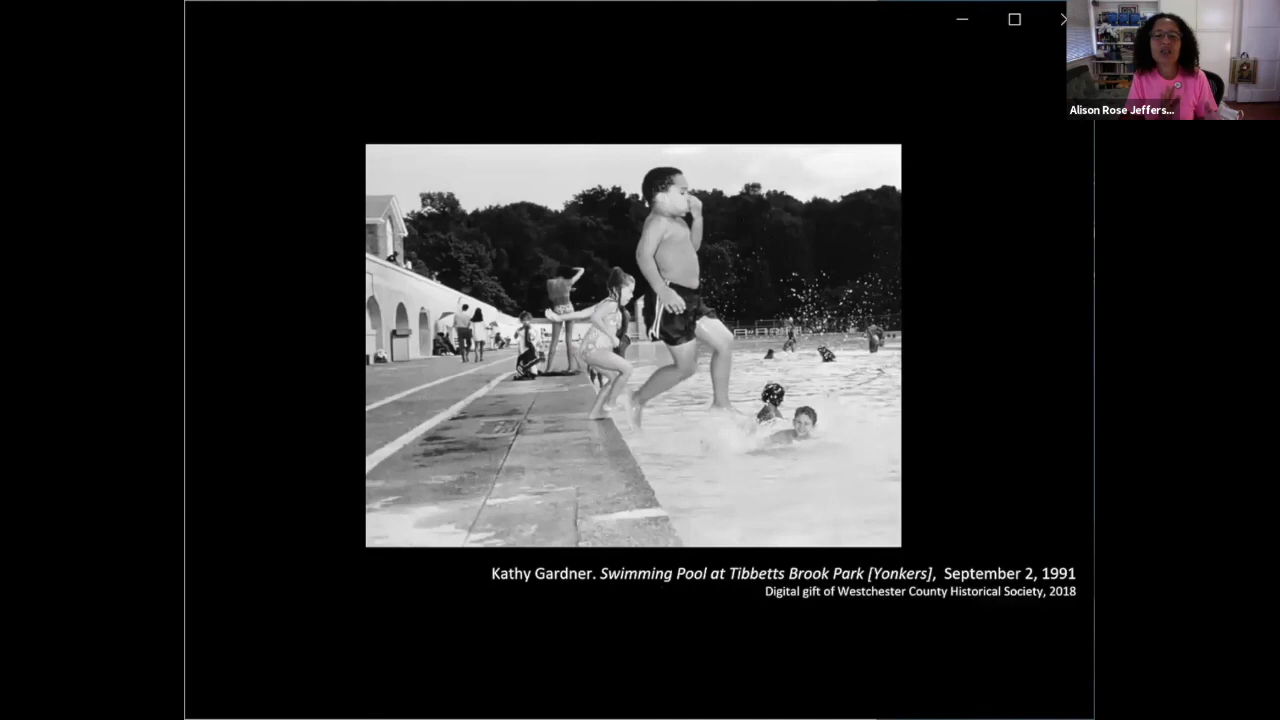 Alison Rose Jeffers...
Kathy Gardner. Swimming Pool at Tibbetts Brook Park [Yonkers], September 2, 1991
Digital gift of Westchester County Historical Society, 2018